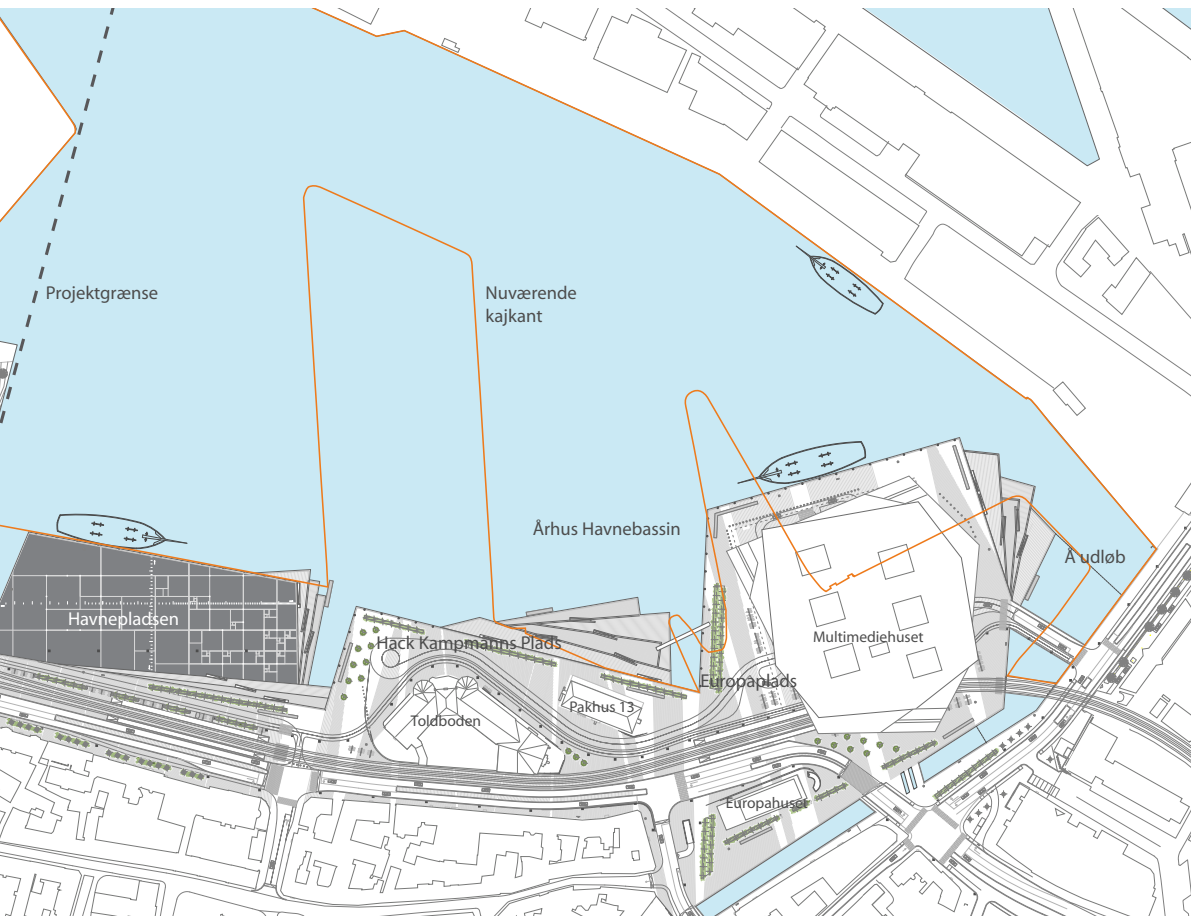 Projektgrænse
Nuværende
kajkant
Århus Havnebassin
Å udløb
Havnepladsen
Hack Kampmanns Plads
Multimediehuset
Europaplads
Pakhus 13
Toldboden
Europahuset